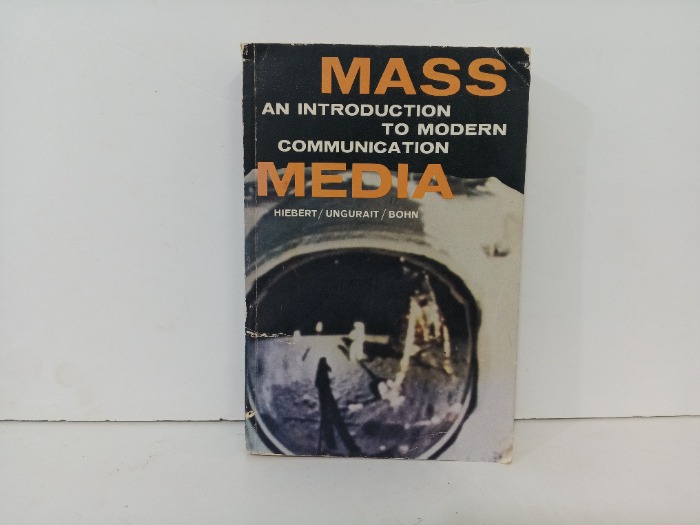 MASS
AN INTRODUCTION
TO MODERN
COMMUNICATION
MEDIA
HIEBERT/UNGURAIT/BOHN